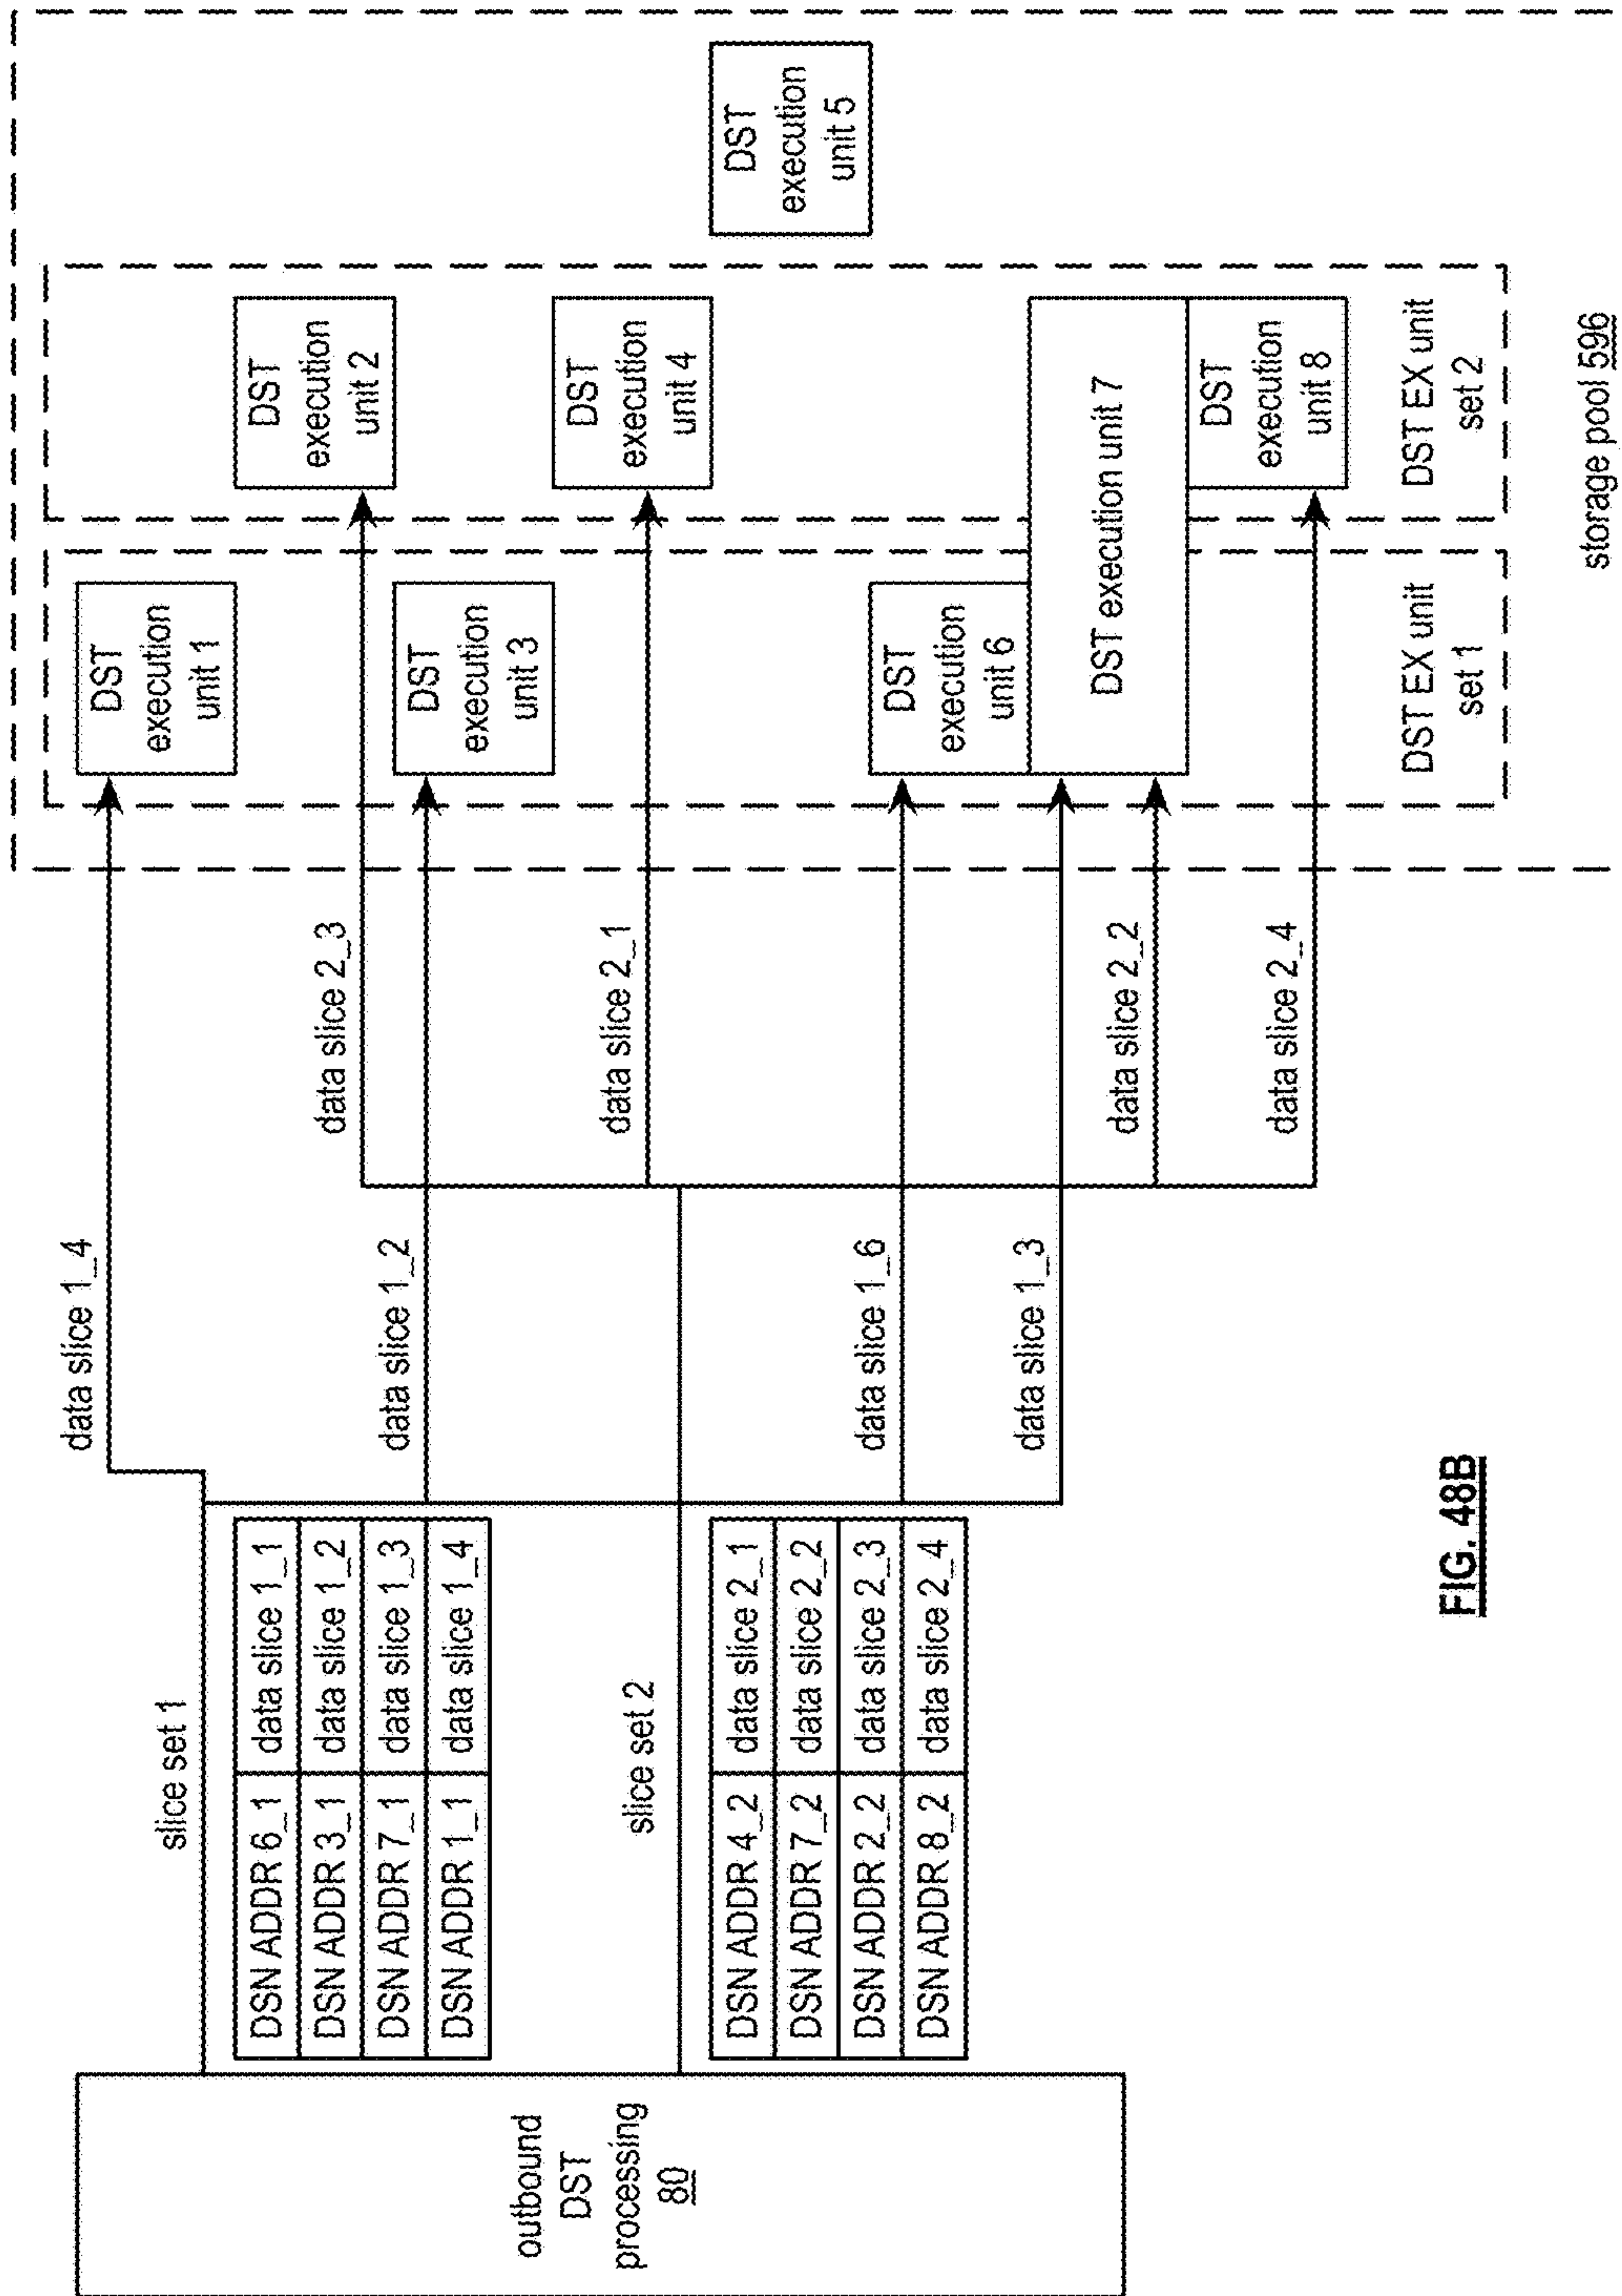 outbound
DST
processing
80
slice set 1
DSN ADDR 6_1 data slice 1_1
DSN ADDR 3_1 data slice 1_2
DSN ADDR 7_1 data slice 1_3
DSN ADDR 1_1 data slice 1_4
slice set 2
DSN ADDR 4_2 data slice 2_1
DSN ADDR 7_2 data slice 2_2
DSN ADDR 2_2 data slice 2_3
DSN ADDR 8_2 data slice 2_4
data slice 1_4
data slice 1_2
data slice 1_6
data slice 1_3
data slice 2_3
data slice 2_1
data slice 2_2
data slice 2_4
DST
execution
unit 1
DST
execution
unit 3
DST
execution
unit 6
DST execution unit 7
DST EX unit
set 1
DST
execution
unit 2
DST
execution
unit 4
DST
execution
unit 8
DST EX unit
set 2
DST
execution
unit 5
storage pool 596
FIG. 48B